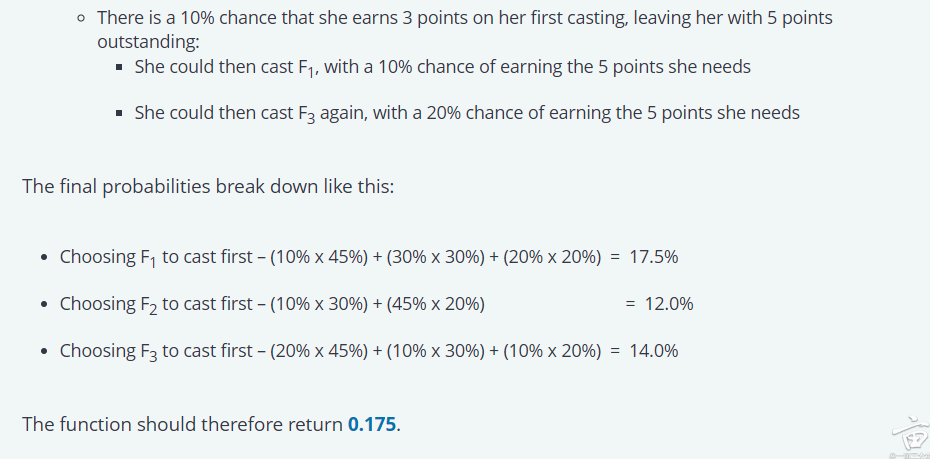 There is a 10% chance that she earns 3 points on her first casting, leaving her with 5 points
outstanding:
She could then cast F₁, with a 10% chance of earning the 5 points she needs
She could then cast F₃ again, with a 20% chance of earning the 5 points she needs
The final probabilities break down like this:
Choosing F₁ to cast first – (10% x 45%) + (30% x 30%) + (20% x 20%) = 17.5%
Choosing F₂ to cast first – (10% x 30%) + (45% x 20%) = 12.0%
Choosing F₃ to cast first – (20% x 45%) + (10% x 30%) + (10% x 20%) = 14.0%
The function should therefore return 0.175.